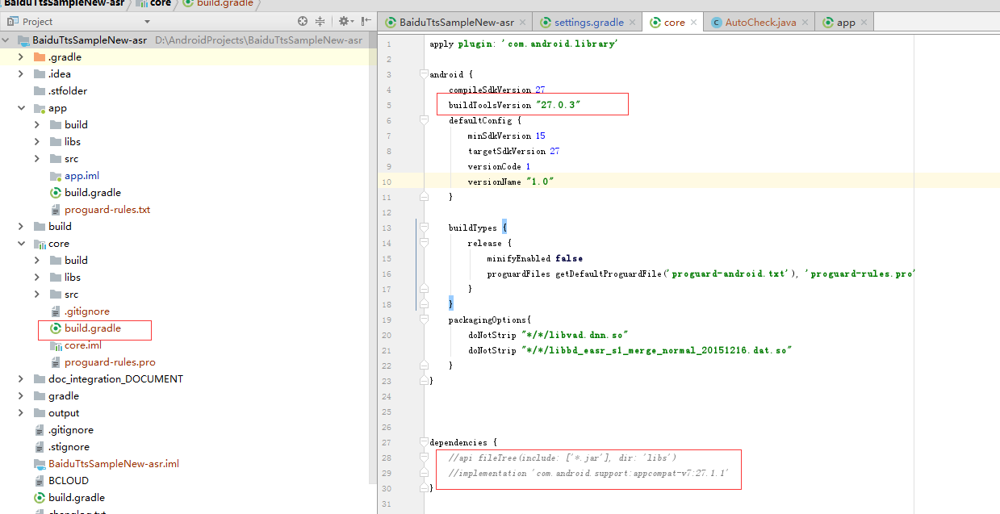 BaiduTtsSampleNew-asr core build.gradle
Project
BaiduTtsSampleNew-asr settings.gradle core AutoCheck.java app
BaiduTtsSampleNew-asr D:\AndroidProjects\BaiduTtsSampleNew-asr
.gradle
.idea
.stfolder
app
build
libs
src
app.iml
build.gradle
proguard-rules.txt
build
core
build
libs
src
.gitignore
build.gradle
core.iml
proguard-rules.pro
doc_integration_DOCUMENT
gradle
output
.gitignore
.stignore
BaiduTtsSampleNew-asr.iml
BCLOUD
build.gradle
changlog.txt
1 apply plugin: 'com.android.library'
2
3 android {
4 compileSdkVersion 27
5 buildToolsVersion "27.0.3"
6 defaultConfig {
7 minSdkVersion 15
8 targetSdkVersion 27
9 versionCode 1
10 versionName "1.0"
11 }
12
13 buildTypes {
14 release {
15 minifyEnabled false
16 proguardFiles getDefaultProguardFile('proguard-android.txt'), 'proguard-rules.pro'
17 }
18 }
19 packagingOptions{
20 doNotStrip "*/*/libvad.dnn.so"
21 doNotStrip "*/*/libbd_easr_s1_merge_normal_20151216.dat.so"
22 }
23 }
24
25
26
27 dependencies {
28 //api fileTree(include: ['*.jar'], dir: 'libs')
29 //implementation 'com.android.support:appcompat-v7:27.1.1'
30 }
31